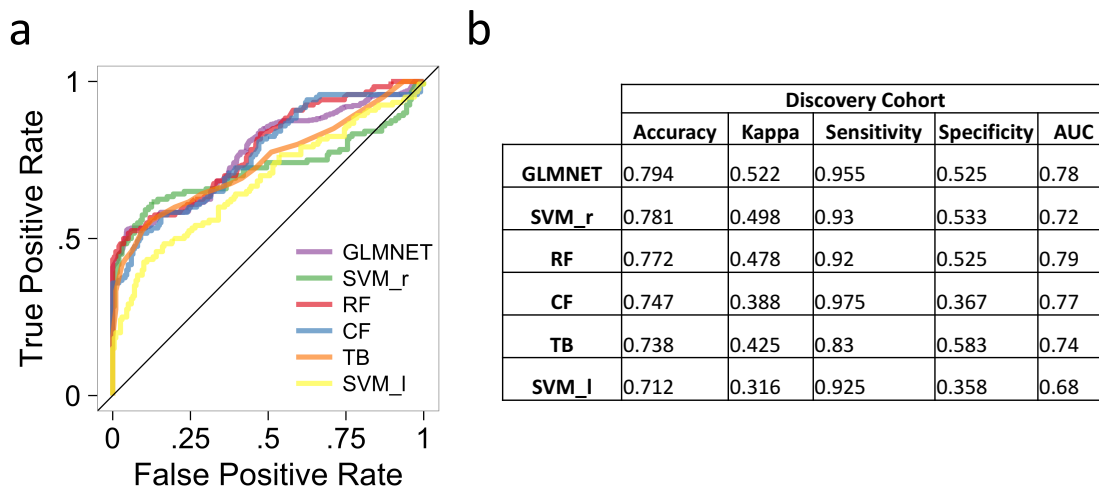 a
True Positive Rate
1
.5
0
0 .25 .5 .75 1
False Positive Rate
GLMNET
SVM_r
RF
CF
TB
SVM_l
b
Discovery Cohort
Accuracy Kappa Sensitivity Specificity AUC
GLMNET 0.794 0.522 0.955 0.525 0.78
SVM_r 0.781 0.498 0.93 0.533 0.72
RF 0.772 0.478 0.92 0.525 0.79
CF 0.747 0.388 0.975 0.367 0.77
TB 0.738 0.425 0.83 0.583 0.74
SVM_l 0.712 0.316 0.925 0.358 0.68